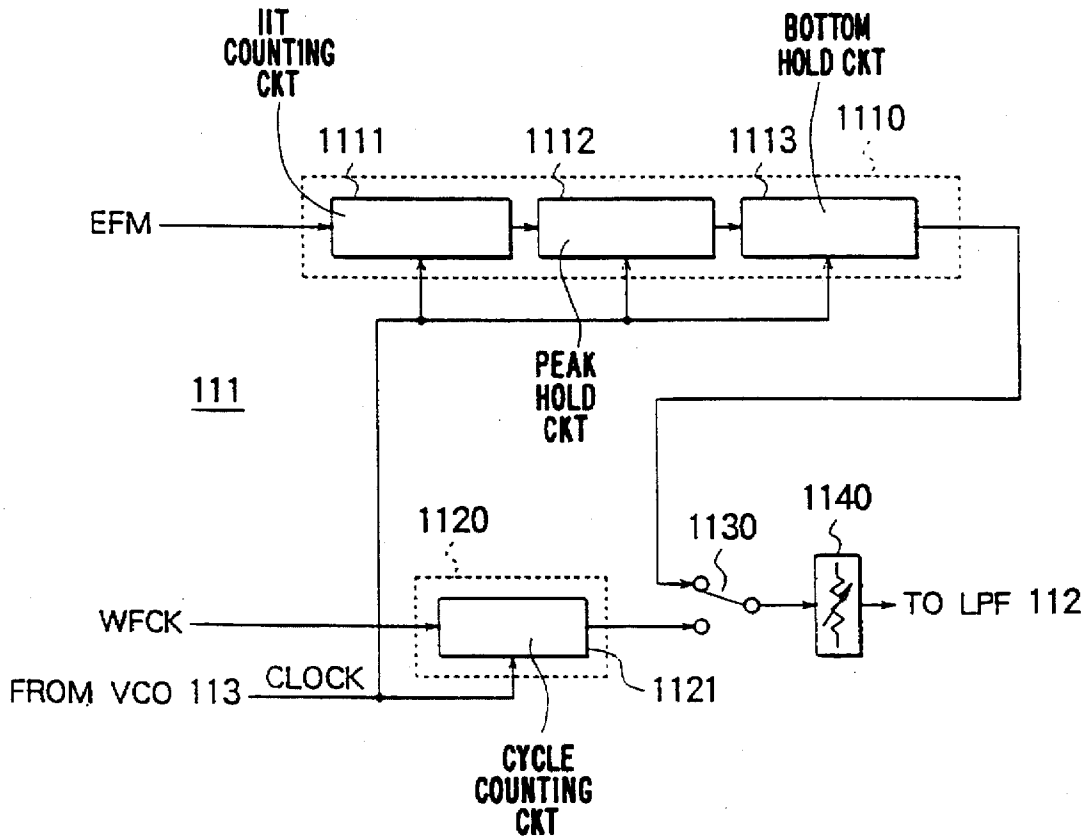 IIT
COUNTING
CKT
BOTTOM
HOLD CKT
1110
1111
1112
1113
EFM
PEAK
HOLD
CKT
111
1120
1130
1140
WFCK
TO LPF 112
FROM VCO 113
CLOCK
1121
CYCLE
COUNTING
CKT